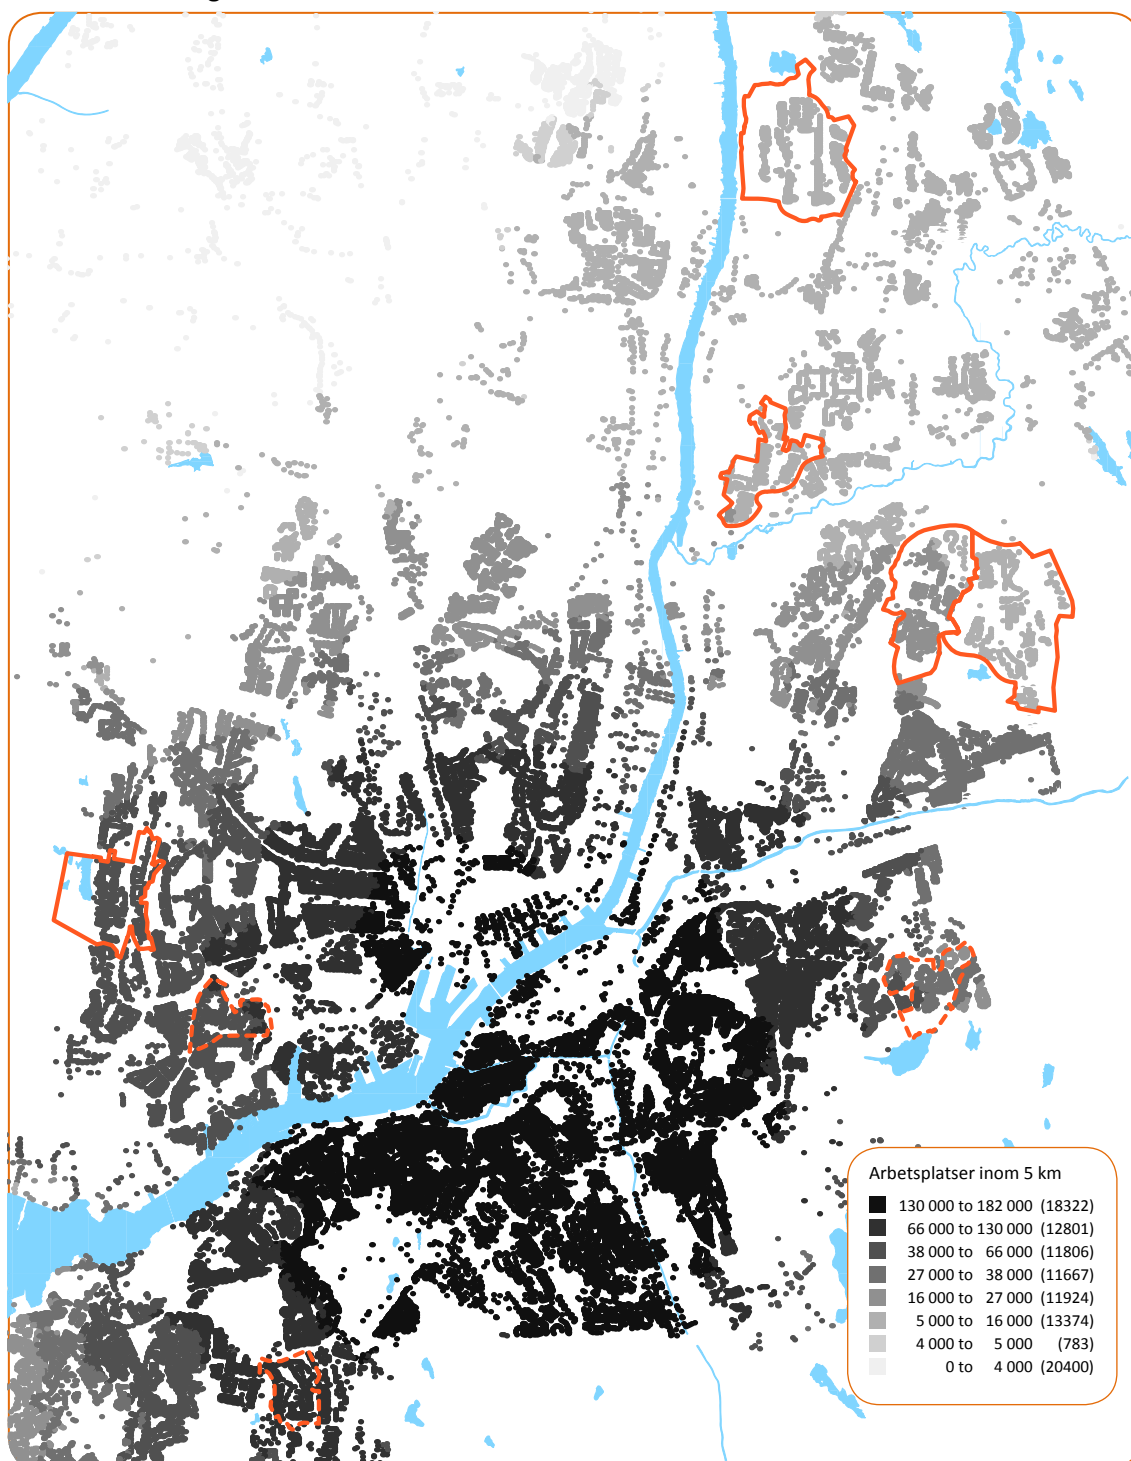 Arbetsplatser inom 5 km
130 000 to 182 000 (18322)
66 000 to 130 000 (12801)
38 000 to 66 000 (11806)
27 000 to 38 000 (11667)
16 000 to 27 000 (11924)
5 000 to 16 000 (13374)
4 000 to 5 000 (783)
0 to 4 000 (20400)